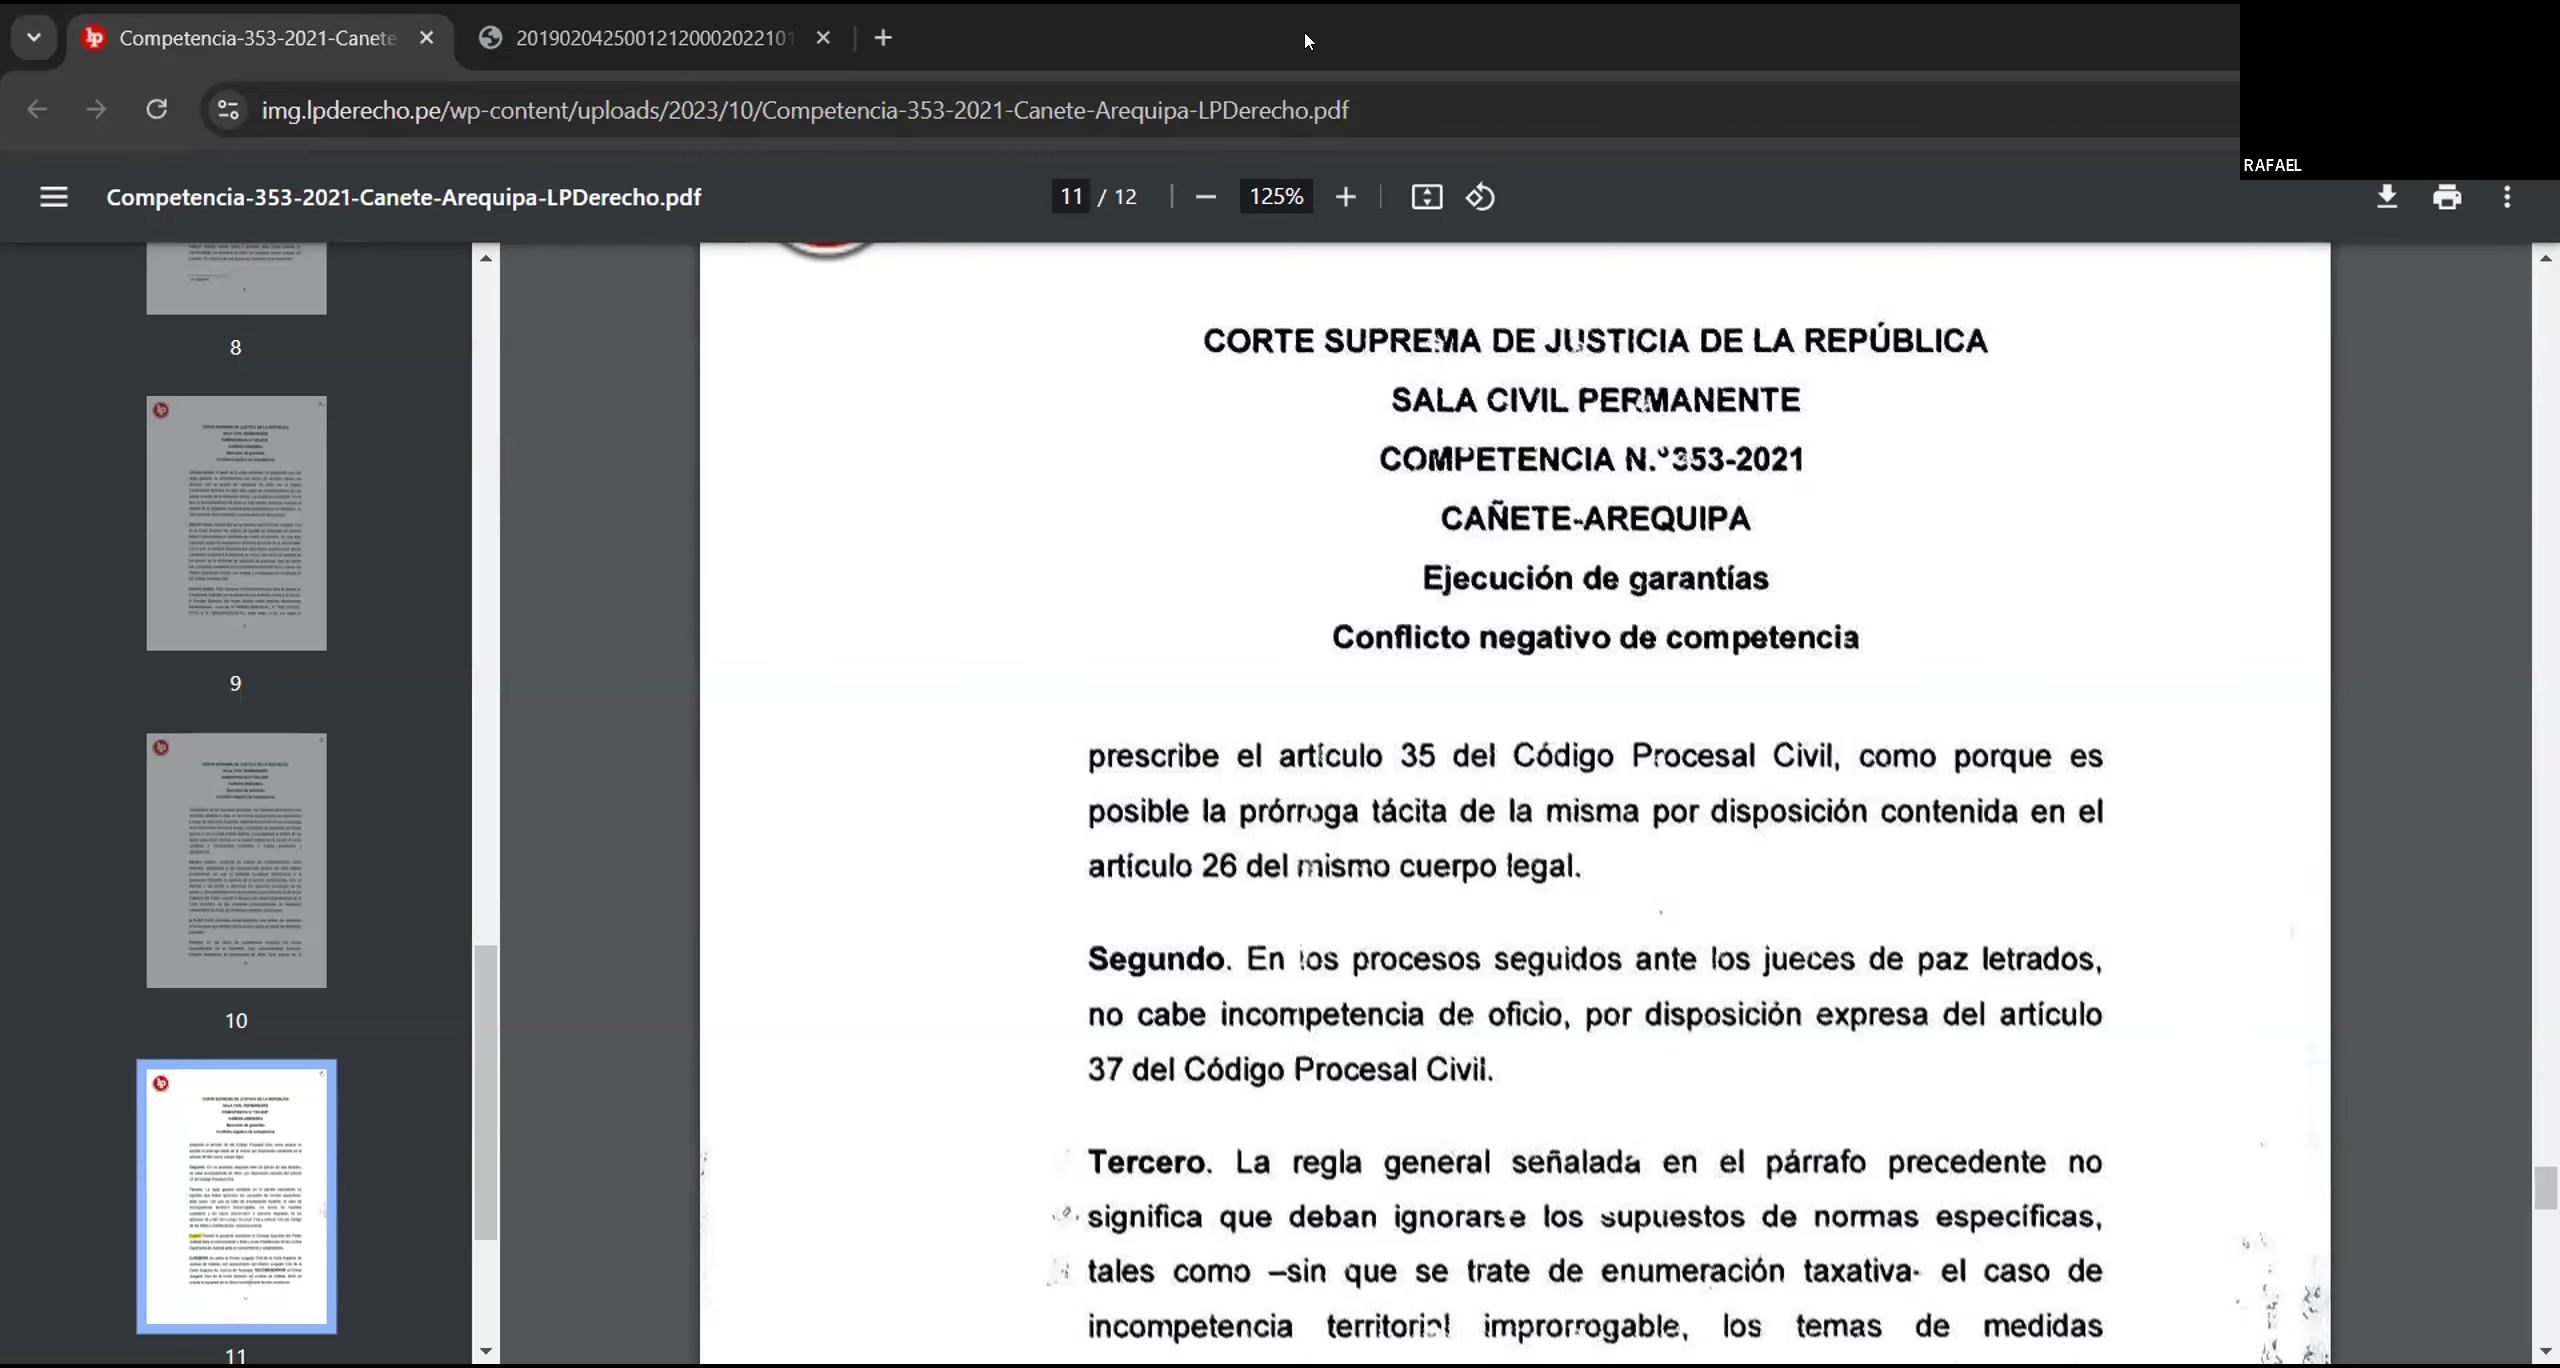 Competencia-353-2021-Canete
20190204250012120002022101
img.lpderecho.pe/wp-content/uploads/2023/10/Competencia-353-2021-Canete-Arequipa-LPDerecho.pdf
RAFAEL
Competencia-353-2021-Canete-Arequipa-LPDerecho.pdf
11 / 12
125%
8
9
10
11
CORTE SUPREMA DE JUSTICIA DE LA REPÚBLICA
SALA CIVIL PERMANENTE
COMPETENCIA N.°353-2021
CAÑETE-AREQUIPA
Ejecución de garantías
Conflicto negativo de competencia
prescribe el artículo 35 del Código Procesal Civil, como porque es
posible la prórroga tácita de la misma por disposición contenida en el
artículo 26 del mismo cuerpo legal.
Segundo. En los procesos seguidos ante los jueces de paz letrados,
no cabe incompetencia de oficio, por disposición expresa del artículo
37 del Código Procesal Civil.
Tercero. La regla general señalada en el párrafo precedente no
significa que deban ignorarse los supuestos de normas específicas,
tales como –sin que se trate de enumeración taxativa- el caso de
incompetencia territorial improrrogable, los temas de medidas